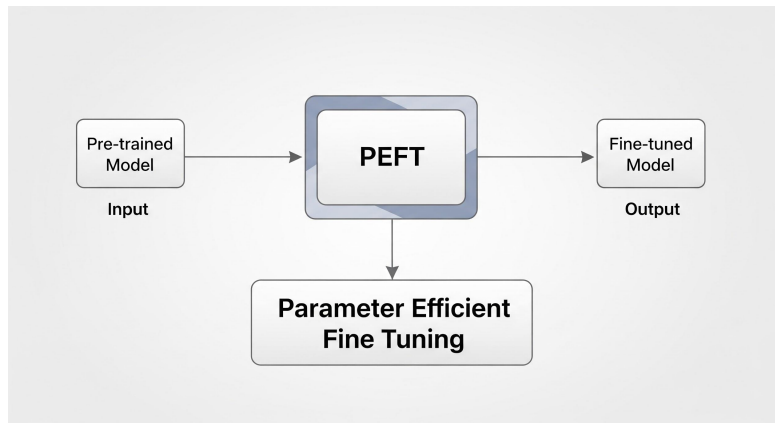 Pre-trained
Model
Input
PEFT
Fine-tuned
Model
Output
Parameter Efficient
Fine Tuning